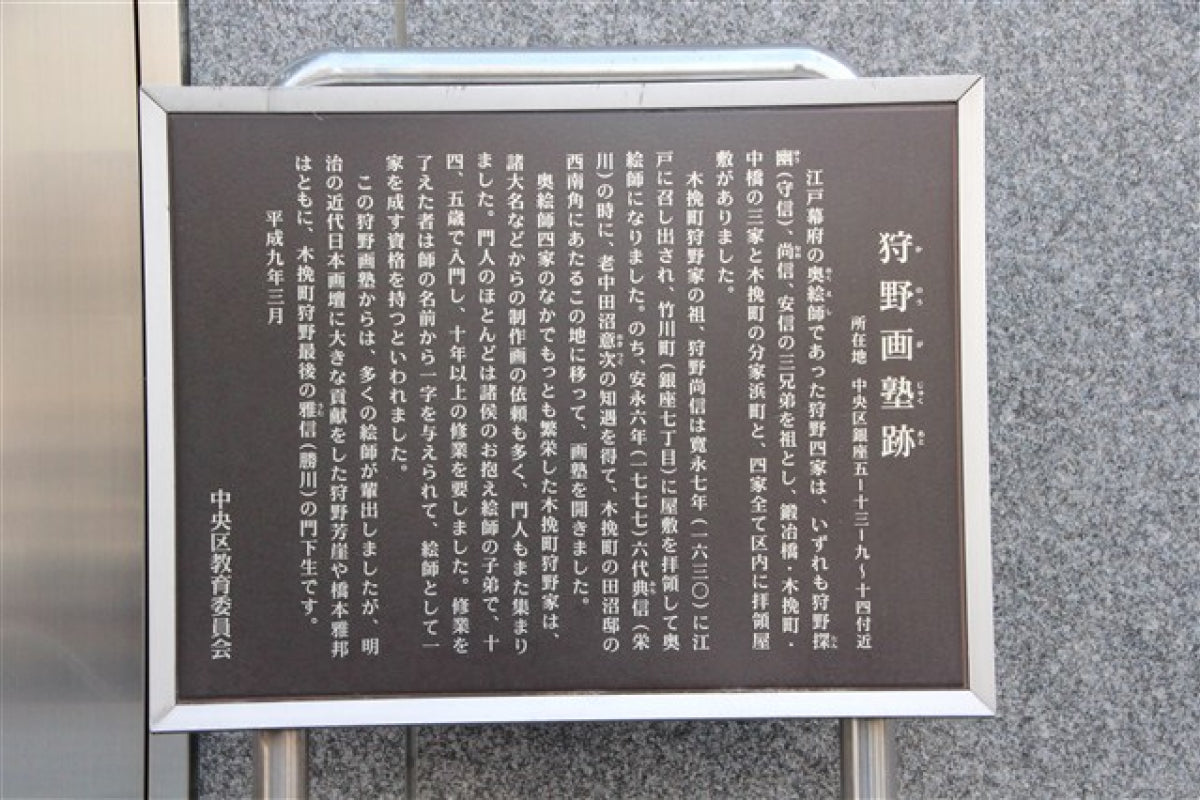 狩野画塾跡
所在地 中央区銀座五ー十三ー九〜十四付近
江戸幕府の奥絵師であった狩野四家は、いずれも狩野探
幽(守信)、尚信、安信の三兄弟を祖とし、鍛冶橋・木挽町・
中橋の三家と木挽町の分家浜町と、四家全て区内に拝領屋
敷がありました。
木挽町狩野家の祖、狩野尚信は寛永七年(一六三〇)に江
戸に召し出され、竹川町(銀座七丁目)に屋敷を拝領して奥
絵師になりました。のち、安永六年(一七七七)六代典信(栄
川)の時に、老中田沼意次の知遇を得て、木挽町の田沼邸の
西南角にあたるこの地に移って、画塾を開きました。
奥絵師四家のなかでもっとも繁栄した木挽町狩野家は、
諸大名などからの制作画の依頼も多く、門人もまた集まり
ました。門人のほとんどは諸侯のお抱え絵師の子弟で、十
四、五歳で入門し、十年以上の修業を要しました。修業を
了えた者は師の名前から一字を与えられて、絵師として一
家を成す資格を持つといわれました。
この狩野画塾からは、多くの絵師が輩出しましたが、明
治の近代日本画壇に大きな貢献をした狩野芳崖や橋本雅邦
はともに、木挽町狩野最後の雅信(勝川)の門下生です。
平成九年三月
中央区教育委員会